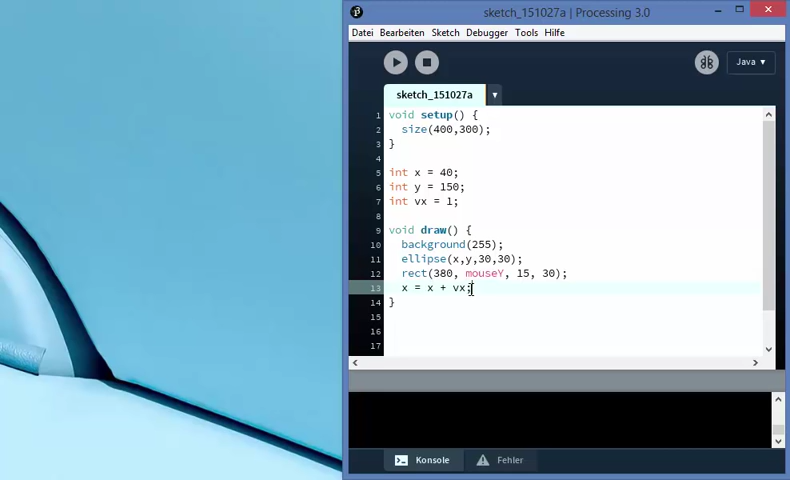 sketch_151027a | Processing 3.0
Datei Bearbeiten Sketch Debugger Tools Hilfe
Java ▾
sketch_151027a
1 void setup() {
2 size(400,300);
3 }
4
5 int x = 40;
6 int y = 150;
7 int vx = 1;
8
9 void draw() {
10 background(255);
11 ellipse(x,y,30,30);
12 rect(380, mouseY, 15, 30);
13 x = x + vx;
14 }
15
16
17
Konsole Fehler